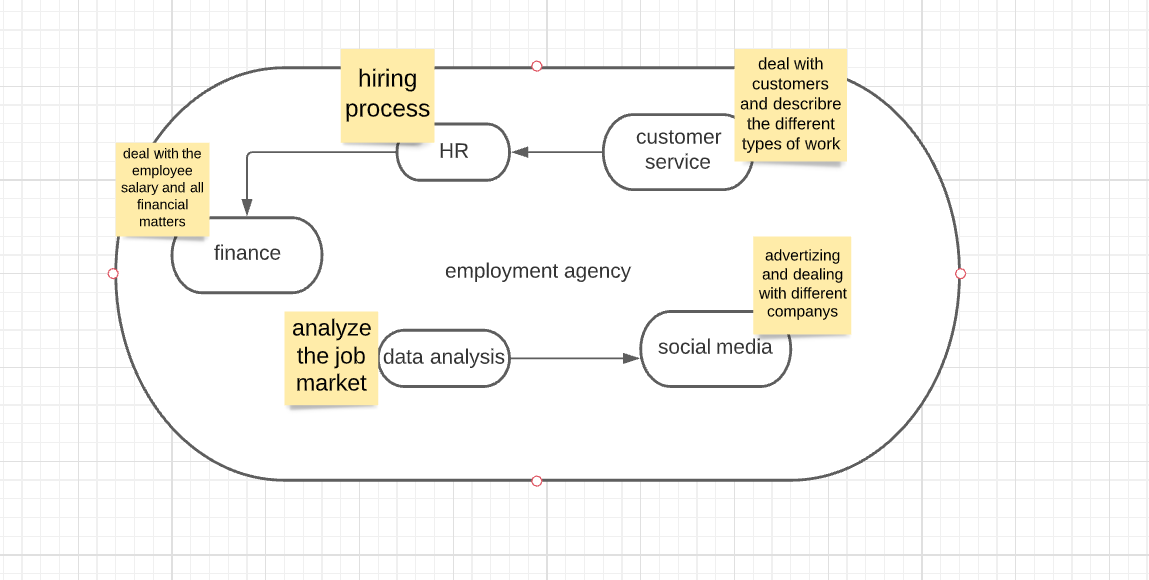 hiring
process
deal with
customers
and describre
the different
types of work
HR
customer
service
deal with the
employee
salary and all
financial
matters
finance
employment agency
advertizing
and dealing
with different
companys
analyze
the job
market
data analysis
social media